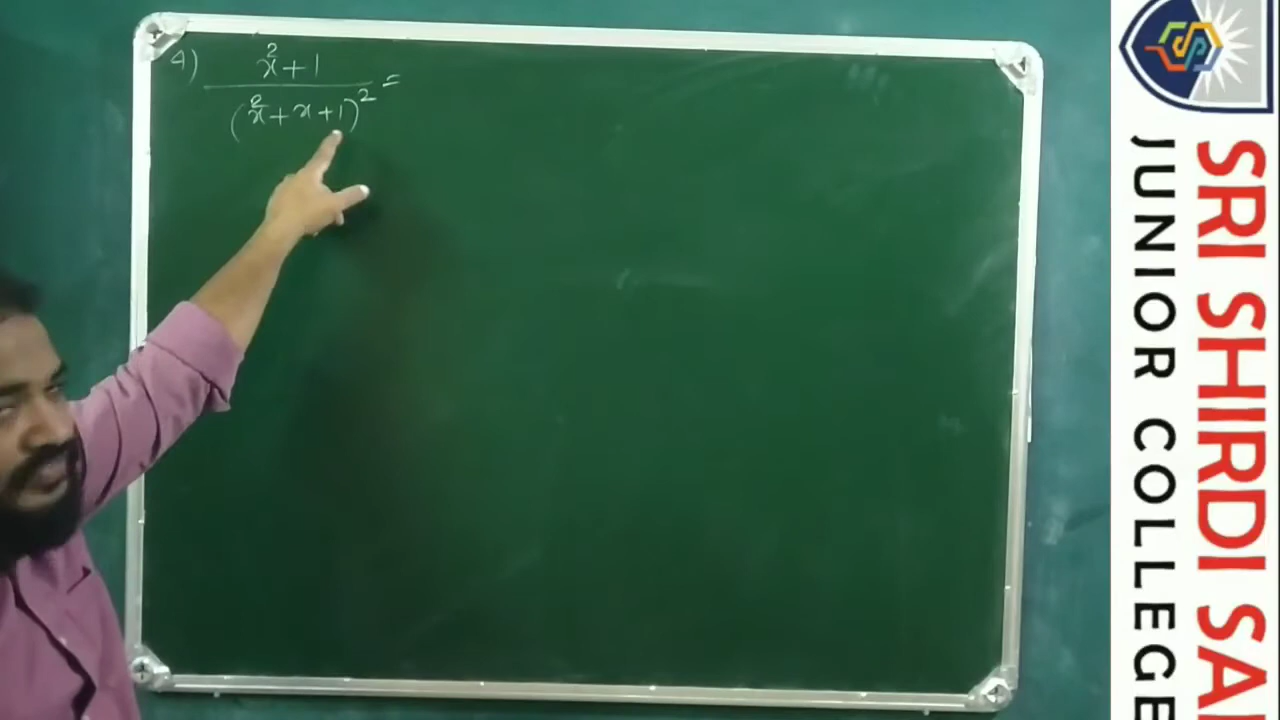 4) x² + 1
(x² + x + 1)² =
SRI SHIRDI SAI
JUNIOR COLLEGE